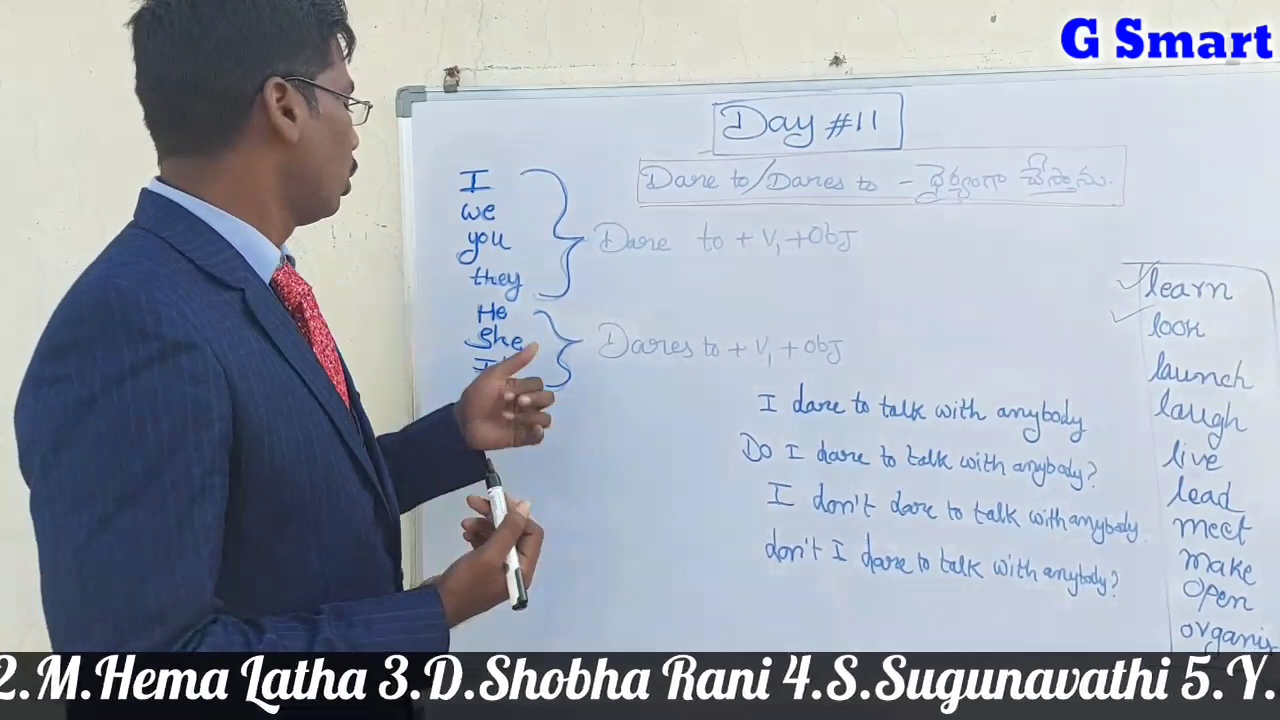 G Smart
Day #11
Dare to/Dares to - ధైర్యంగా చేస్తాను.
I
we
you
they
Dare to + V₁ + Obj
He
She
Dares to + V₁ + Obj
I dare to talk with anybody
Do I dare to talk with anybody?
I don't dare to talk with anybody.
don't I dare to talk with anybody?
learn
look
launch
laugh
live
lead
meet
make
open
2.M.Hema Latha 3.D.Shobha Rani 4.S.Sugunavathi 5.Y.